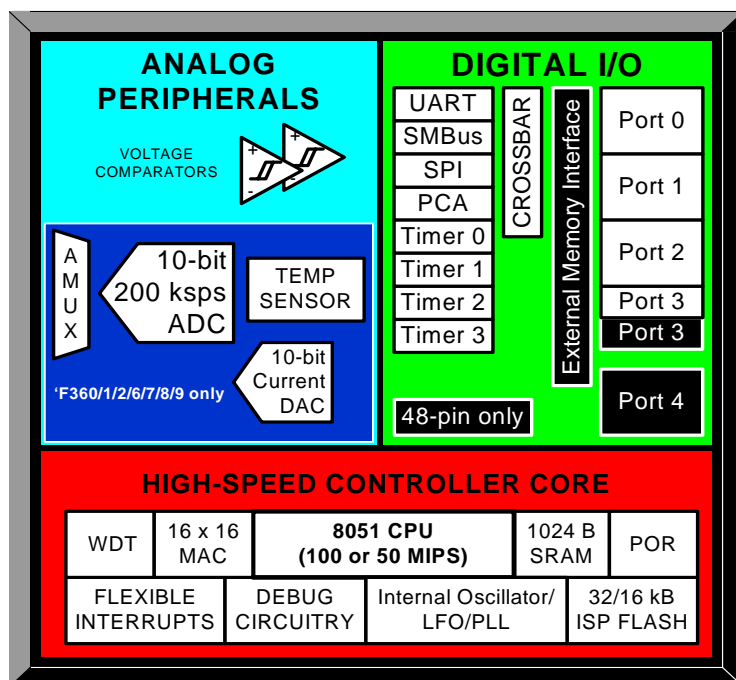 ANALOG
PERIPHERALS
VOLTAGE
COMPARATORS
+
-
+
-
A
M
U
X
10-bit
200 ksps
ADC
TEMP
SENSOR
10-bit
Current
DAC
‘F360/1/2/6/7/8/9 only
DIGITAL I/O
UART
SMBus
SPI
PCA
Timer 0
Timer 1
Timer 2
Timer 3
CROSSBAR
External Memory Interface
Port 0
Port 1
Port 2
Port 3
Port 3
Port 4
48-pin only
HIGH-SPEED CONTROLLER CORE
WDT
16 x 16
MAC
8051 CPU
(100 or 50 MIPS)
1024 B
SRAM
POR
FLEXIBLE
INTERRUPTS
DEBUG
CIRCUITRY
Internal Oscillator/
LFO/PLL
32/16 kB
ISP FLASH